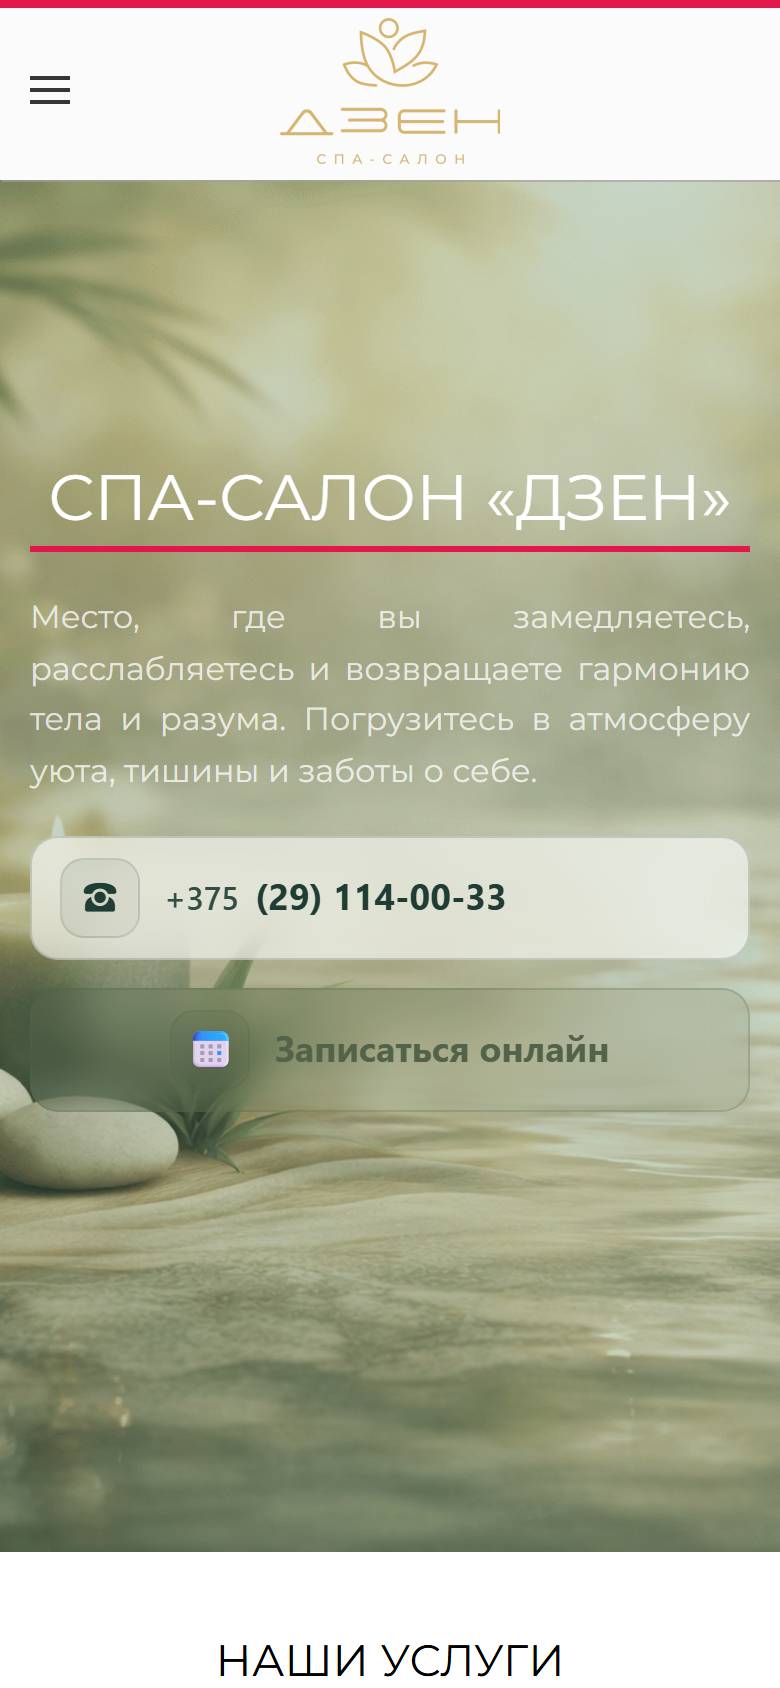 ДЗЕН
СПА-САЛОН
СПА-САЛОН «ДЗЕН»
Место, где вы замедляетесь,
расслабляетесь и возвращаете гармонию
тела и разума. Погрузитесь в атмосферу
уюта, тишины и заботы о себе.
+375 (29) 114-00-33
Записаться онлайн
НАШИ УСЛУГИ